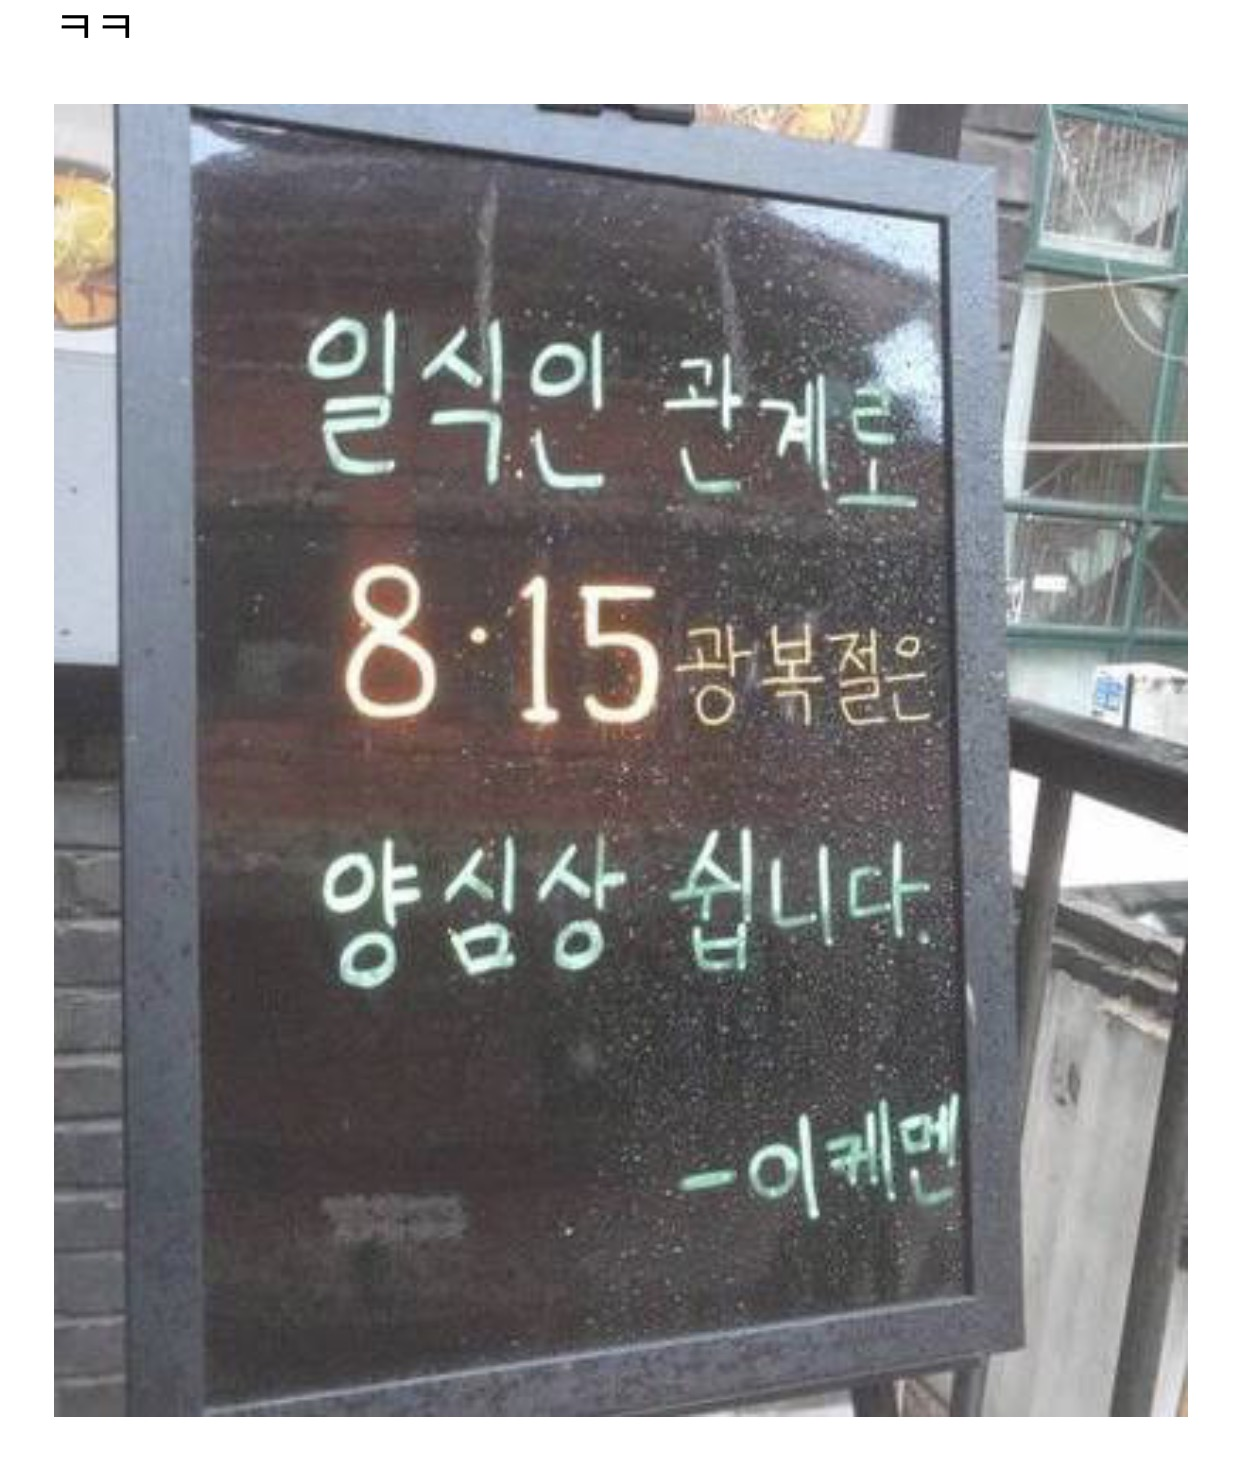 ㅋㅋ
일식인 관계로
8·15 광복절은
양심상 쉽니다.
-이케멘